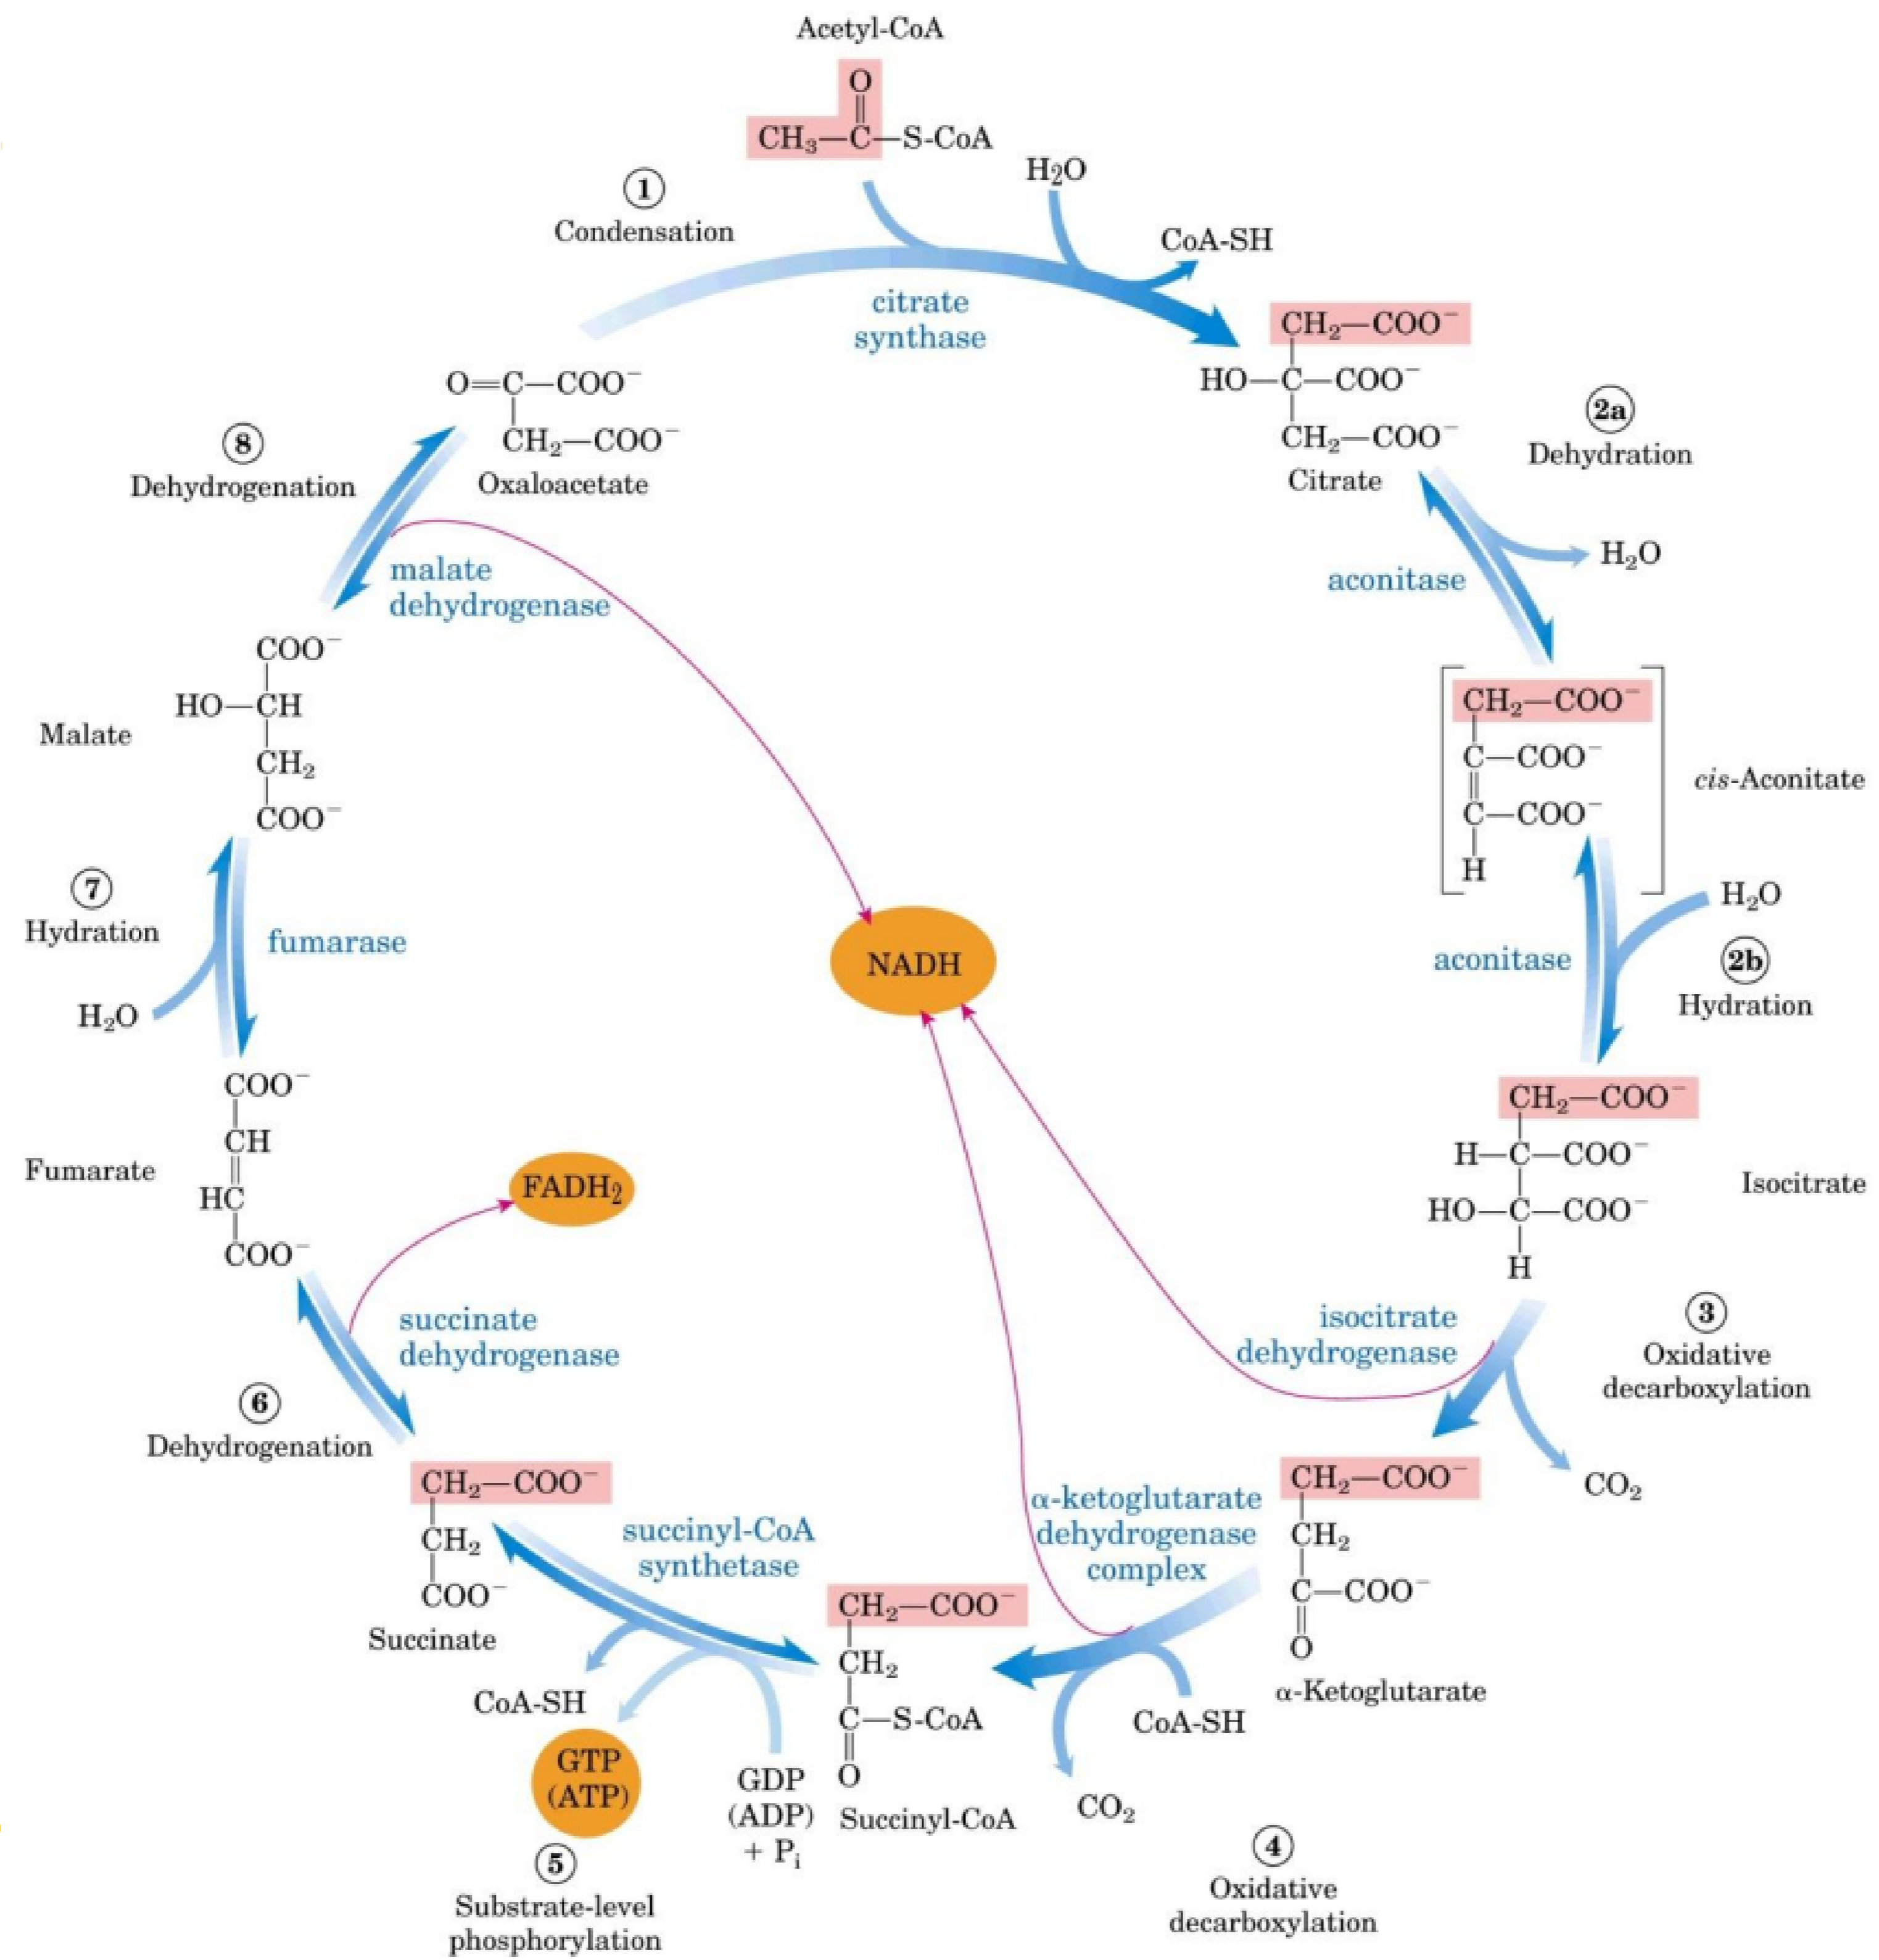 Acetyl-CoA
O
CH₃—C—S-CoA
H₂O
1
Condensation
CoA-SH
citrate
synthase
CH₂—COO⁻
HO—C—COO⁻
CH₂—COO⁻
Citrate
2a
Dehydration
H₂O
aconitase
CH₂—COO⁻
C—COO⁻
C—COO⁻
H
cis-Aconitate
H₂O
aconitase
2b
Hydration
CH₂—COO⁻
H—C—COO⁻
HO—C—COO⁻
H
Isocitrate
isocitrate
dehydrogenase
3
Oxidative
decarboxylation
CO₂
CH₂—COO⁻
CH₂
C—COO⁻
O
α-Ketoglutarate
α-ketoglutarate
dehydrogenase
complex
CoA-SH
CO₂
4
Oxidative
decarboxylation
CH₂—COO⁻
CH₂
C—S-CoA
O
Succinyl-CoA
succinyl-CoA
synthetase
GDP
(ADP)
+ Pᵢ
CoA-SH
GTP
(ATP)
5
Substrate-level
phosphorylation
CH₂—COO⁻
CH₂
COO⁻
Succinate
6
Dehydrogenation
succinate
dehydrogenase
FADH₂
COO⁻
CH
HC
COO⁻
Fumarate
7
Hydration
fumarase
H₂O
COO⁻
HO—CH
CH₂
COO⁻
Malate
8
Dehydrogenation
malate
dehydrogenase
O=C—COO⁻
CH₂—COO⁻
Oxaloacetate
NADH